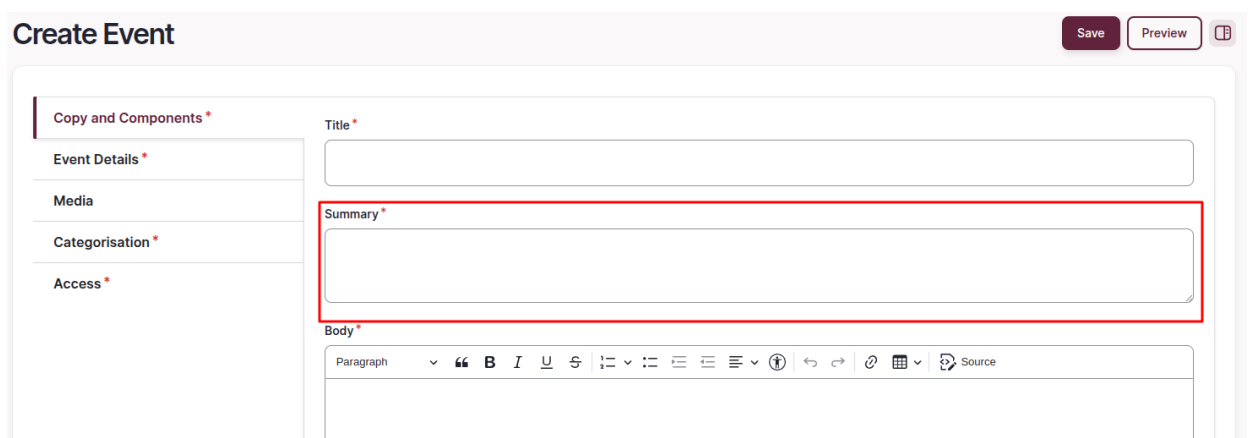 Create Event
Save
Preview
Copy and Components *
Event Details *
Media
Categorisation *
Access *
Title *
Summary *
Body *
Paragraph
Source